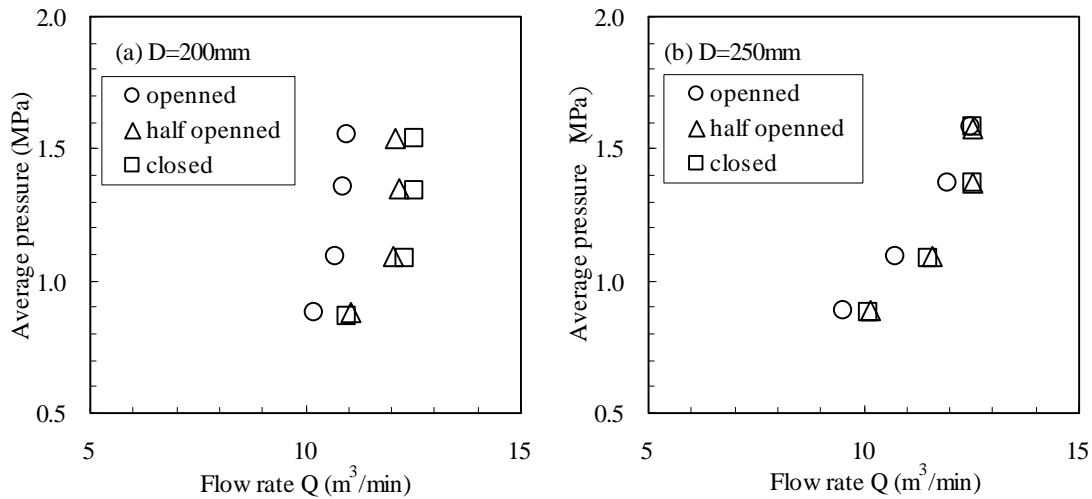 2.0
1.5
1.0
0.5
Average pressure (MPa)
(a) D=200mm
openned
half openned
closed
5
10
15
Flow rate Q (m³/min)
2.0
1.5
1.0
0.5
Average pressure MPa)
(b) D=250mm
openned
half openned
closed
5
10
15
Flow rate Q (m³/min)